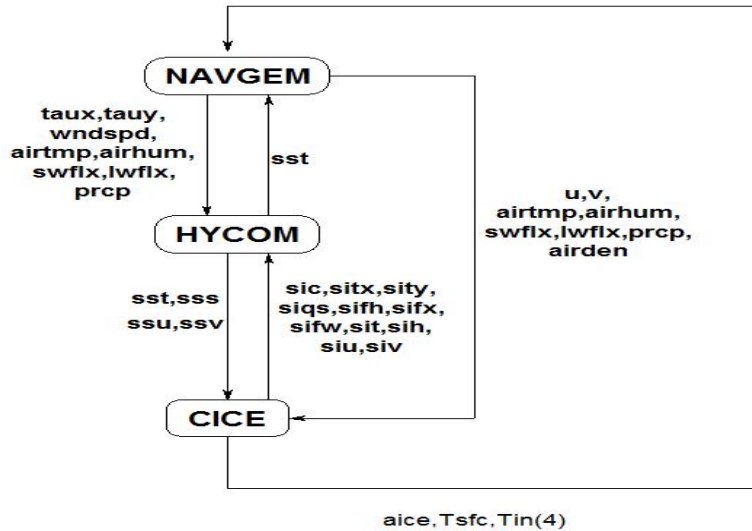 NAVGEM
taux,tauy,
wndspd,
airtmp,airhum,
swflx,lwflx,
prcp
sst
u,v,
airtmp,airhum,
swflx,lwflx,prcp,
airden
HYCOM
sst,sss
ssu,ssv
sic,sitx,sity,
siqs,sifh,sifx,
sifw,sit,sih,
siu,siv
CICE
aice,Tsfc,Tin(4)